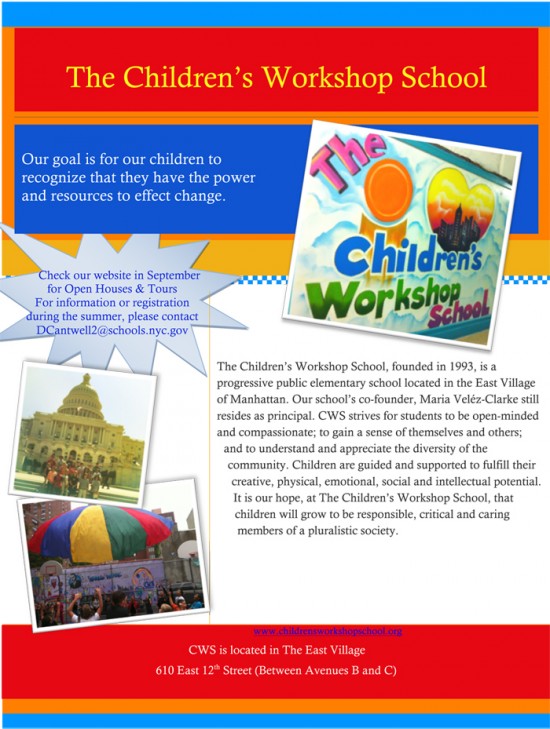 The Children's Workshop School
Our goal is for our children to
recognize that they have the power
and resources to effect change.
The
Children's
Workshop
School
Check our website in September
for Open Houses & Tours
For information or registration
during the summer, please contact
DCantwell2@schools.nyc.gov
The Children's Workshop School, founded in 1993, is a
progressive public elementary school located in the East Village
of Manhattan. Our school's co-founder, Maria Veléz-Clarke still
resides as principal. CWS strives for students to be open-minded
and compassionate; to gain a sense of themselves and others;
and to understand and appreciate the diversity of the
community. Children are guided and supported to fulfill their
creative, physical, emotional, social and intellectual potential.
It is our hope, at The Children's Workshop School, that
children will grow to be responsible, critical and caring
members of a pluralistic society.
www.childrensworkshopschool.org
CWS is located in The East Village
610 East 12th Street (Between Avenues B and C)